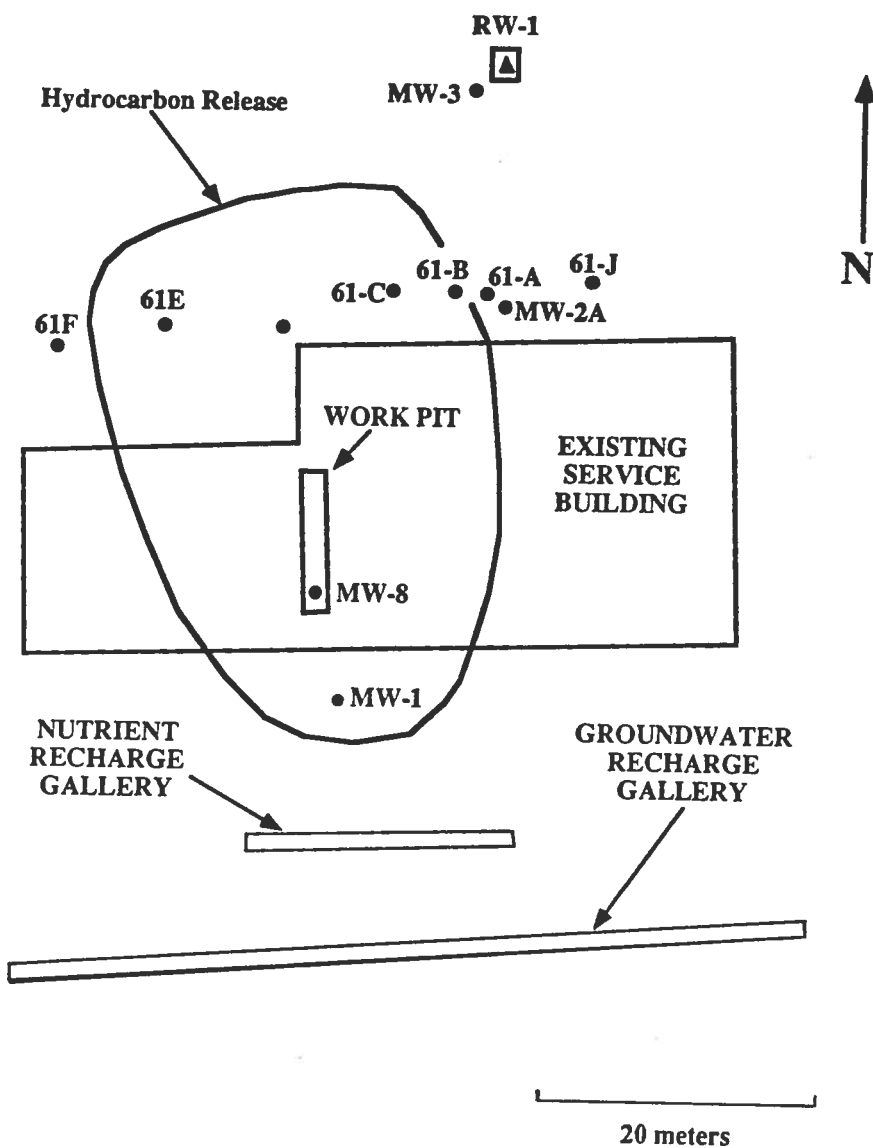 RW-1
MW-3
Hydrocarbon Release
N
61-J
61-B
61-A
61-C
MW-2A
61E
61F
WORK PIT
EXISTING
SERVICE
BUILDING
MW-8
MW-1
NUTRIENT
RECHARGE
GALLERY
GROUNDWATER
RECHARGE
GALLERY
20 meters